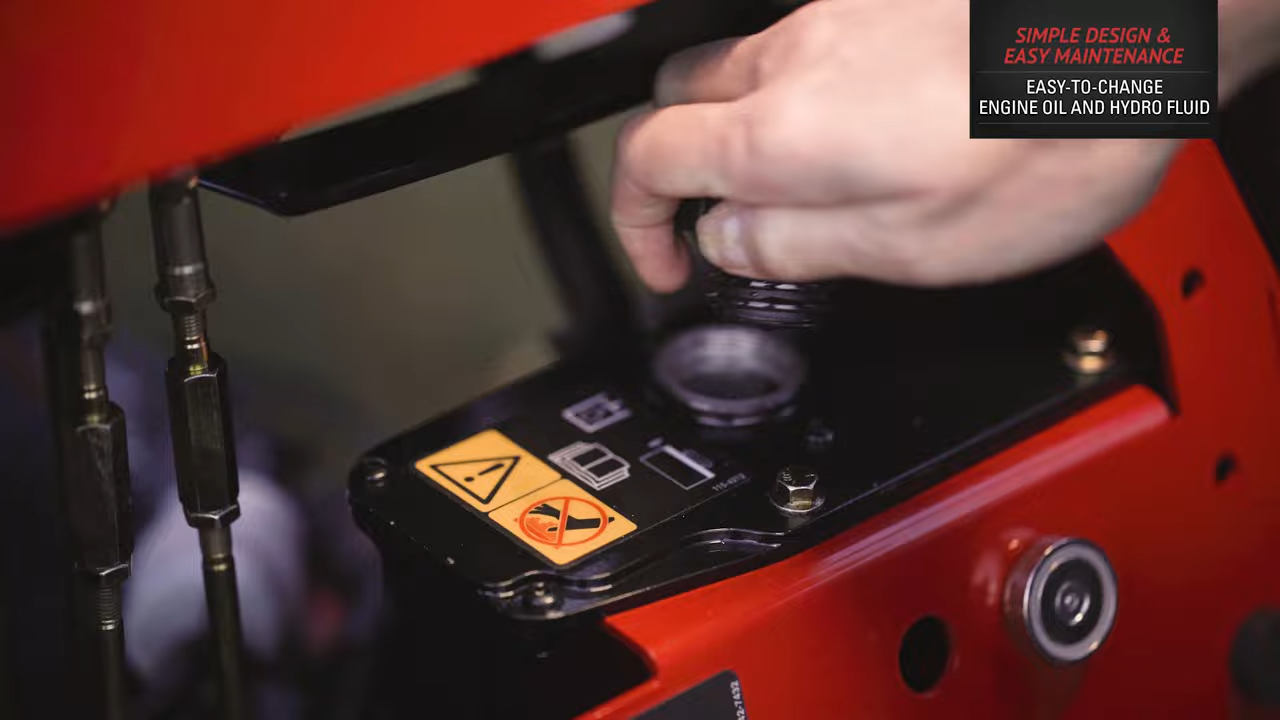 SIMPLE DESIGN &
EASY MAINTENANCE
EASY-TO-CHANGE
ENGINE OIL AND HYDRO FLUID